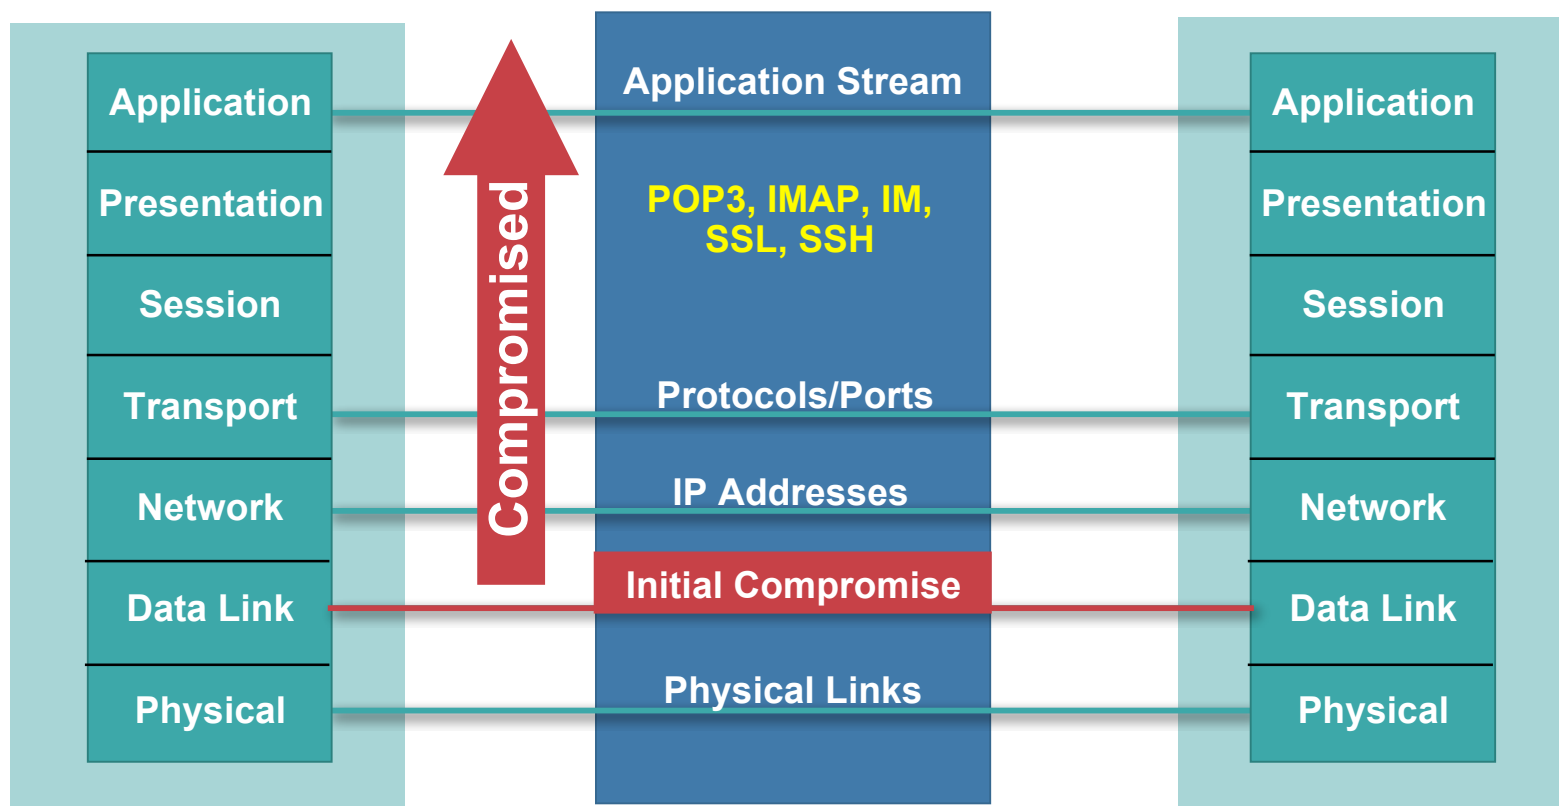 Application
Presentation
Session
Transport
Network
Data Link
Physical
Compromised
Application Stream
POP3, IMAP, IM,
SSL, SSH
Protocols/Ports
IP Addresses
Initial Compromise
Physical Links
Application
Presentation
Session
Transport
Network
Data Link
Physical